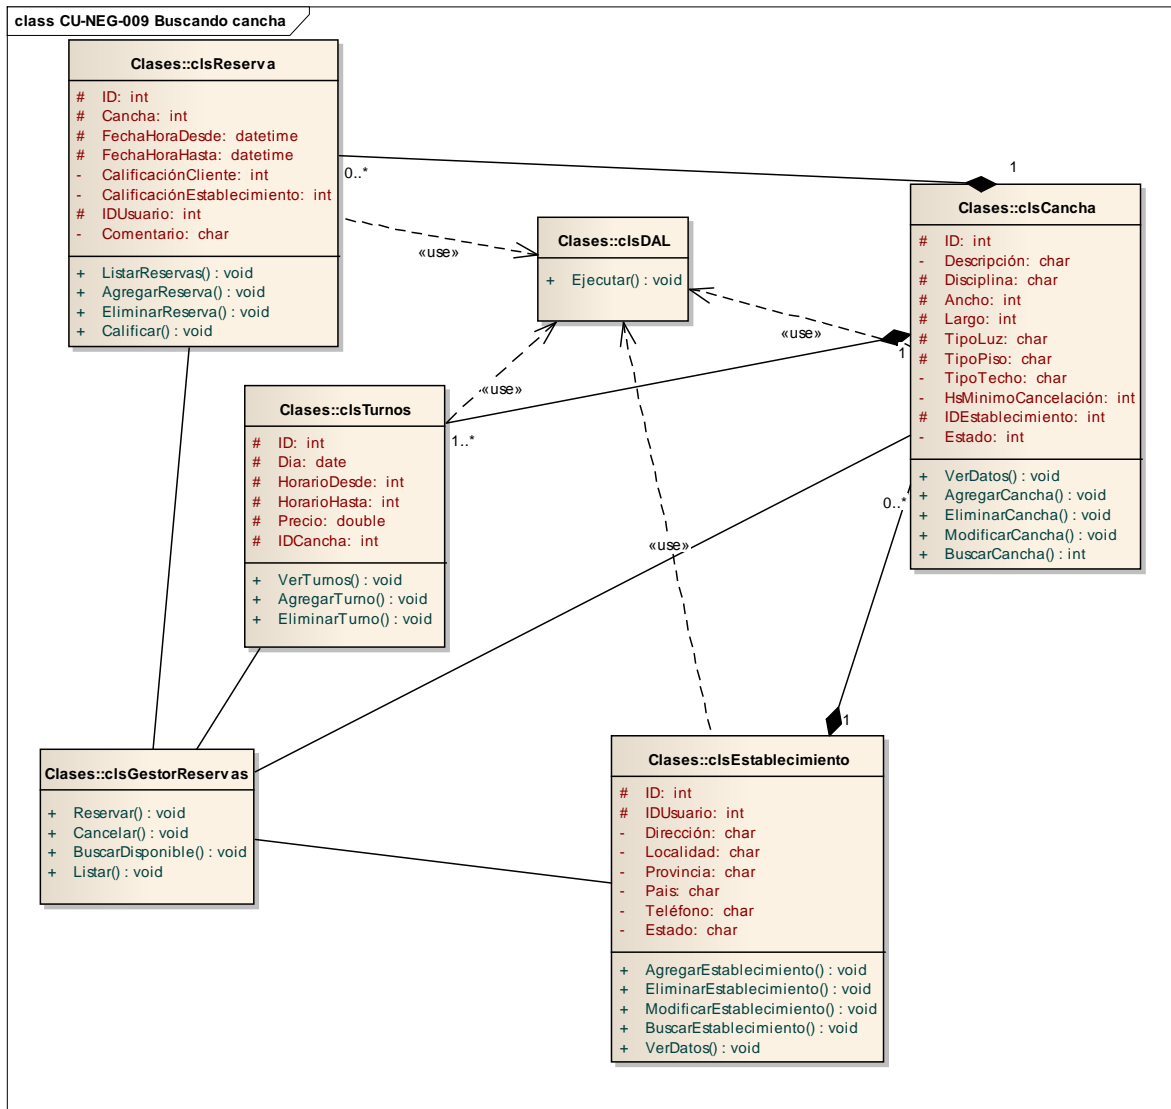 class CU-NEG-009 Buscando cancha
Clases::clsReserva
# ID: int
# Cancha: int
# FechaHoraDesde: datetime
# FechaHoraHasta: datetime
- CalificaciónCliente: int
- CalificaciónEstablecimiento: int
# IDUsuario: int
- Comentario: char
+ ListarReservas() : void
+ AgregarReserva() : void
+ EliminarReserva() : void
+ Calificar() : void
0..*
1
«use»
Clases::clsDAL
+ Ejecutar() : void
Clases::clsCancha
# ID: int
- Descripción: char
# Disciplina: char
# Ancho: int
# Largo: int
# TipoLuz: char
# TipoPiso: char
- TipoTecho: char
- HsMinimoCancelación: int
# IDEstablecimiento: int
- Estado: int
+ VerDatos() : void
+ AgregarCancha() : void
+ EliminarCancha() : void
+ ModificarCancha() : void
+ BuscarCancha() : int
«use»
1
«use»
Clases::clsTurnos
# ID: int
# Dia: date
# HorarioDesde: int
# HorarioHasta: int
# Precio: double
# IDCancha: int
+ VerTurnos() : void
+ AgregarTurno() : void
+ EliminarTurno() : void
1..*
0..*
«use»
1
Clases::clsGestorReservas
+ Reservar() : void
+ Cancelar() : void
+ BuscarDisponible() : void
+ Listar() : void
Clases::clsEstablecimiento
# ID: int
# IDUsuario: int
- Dirección: char
- Localidad: char
- Provincia: char
- Pais: char
- Teléfono: char
- Estado: char
+ AgregarEstablecimiento() : void
+ EliminarEstablecimiento() : void
+ ModificarEstablecimiento() : void
+ BuscarEstablecimiento() : void
+ VerDatos() : void